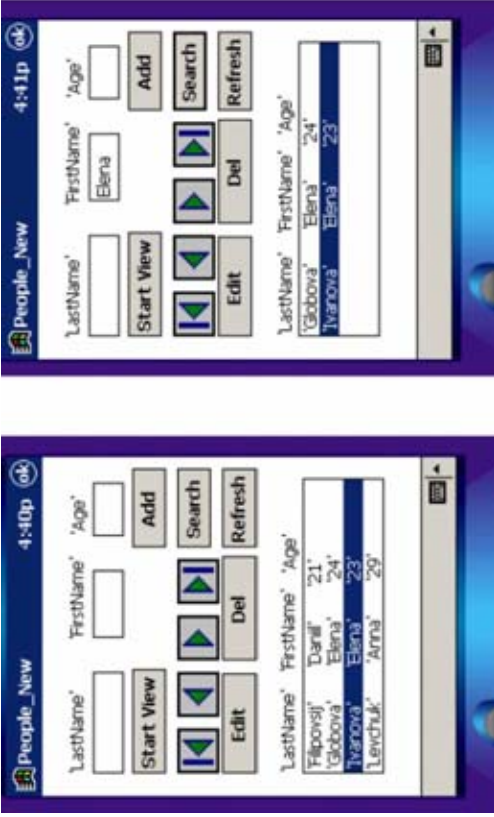 People_New 4:40p ok
'LastName' 'FirstName' 'Age'
Start View Add
Search
Edit Del Refresh
'LastName' 'FirstName' 'Age'
'Filipovsij' 'Daniil' '21'
'Globova' 'Elena' '24'
'Ivanova' 'Elena' '23'
'Levchuk' 'Anna' '29'
People_New 4:41p ok
'LastName' 'FirstName' 'Age'
Elena
Start View Add
Search
Edit Del Refresh
'LastName' 'FirstName' 'Age'
'Globova' 'Elena' '24'
'Ivanova' 'Elena' '23'